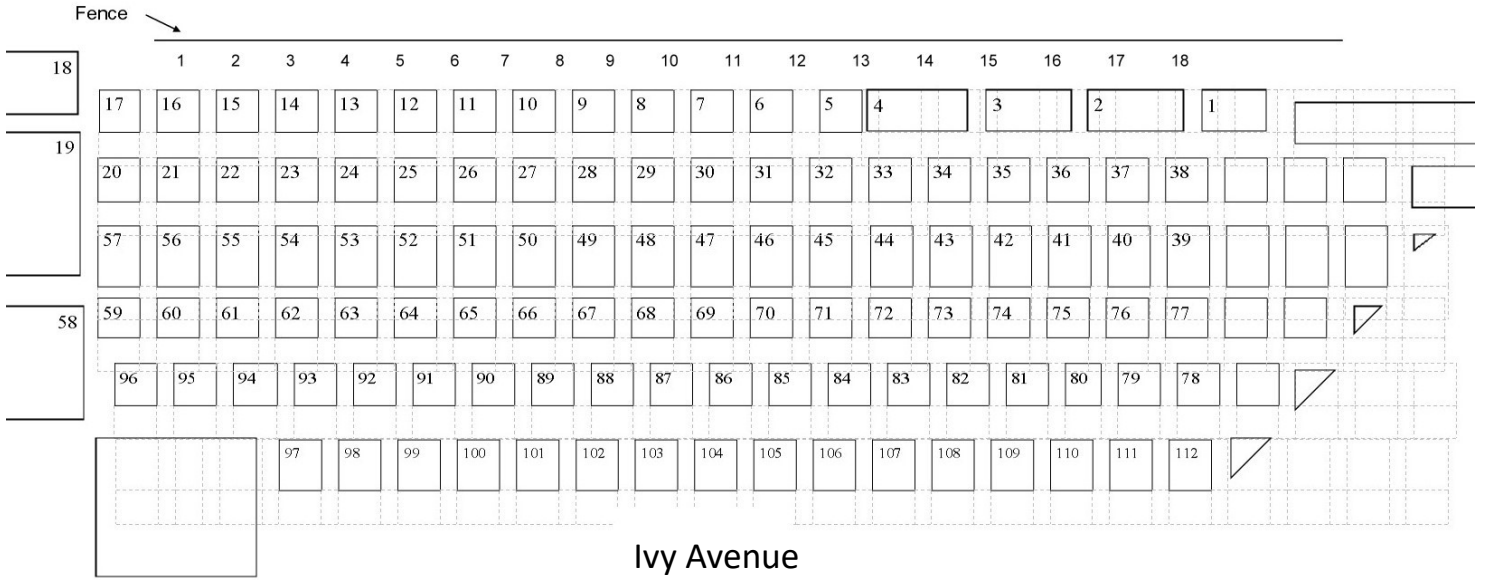 Fence
1 2 3 4 5 6 7 8 9 10 11 12 13 14 15 16 17 18
18
17 16 15 14 13 12 11 10 9 8 7 6 5 4 3 2 1
19
20 21 22 23 24 25 26 27 28 29 30 31 32 33 34 35 36 37 38
57 56 55 54 53 52 51 50 49 48 47 46 45 44 43 42 41 40 39
58
59 60 61 62 63 64 65 66 67 68 69 70 71 72 73 74 75 76 77
96 95 94 93 92 91 90 89 88 87 86 85 84 83 82 81 80 79 78
97 98 99 100 101 102 103 104 105 106 107 108 109 110 111 112
Ivy Avenue